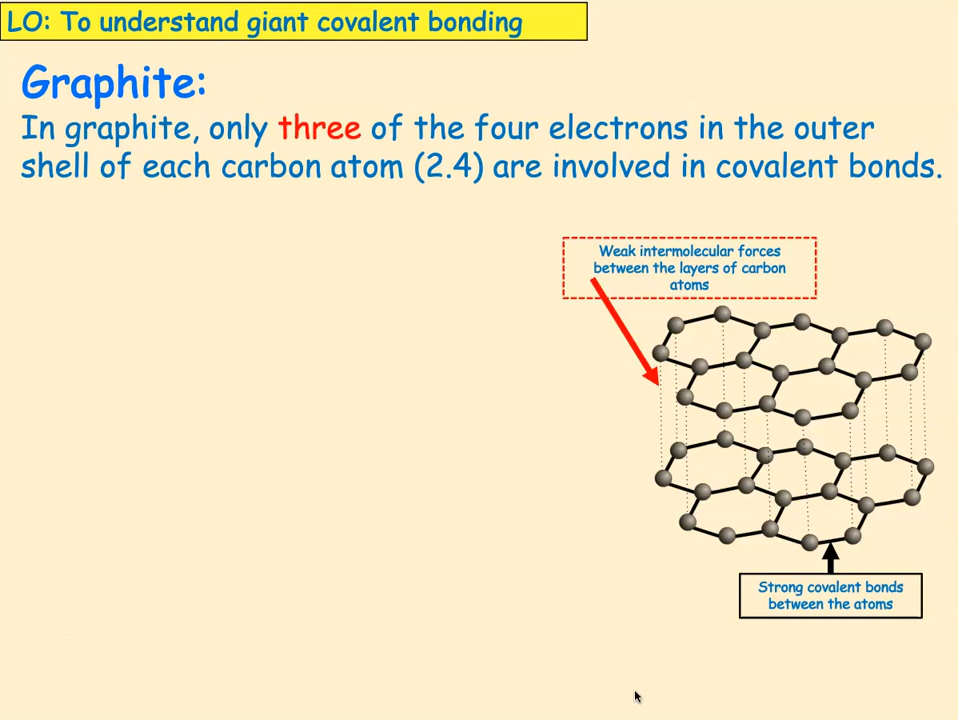 LO: To understand giant covalent bonding
Graphite:
In graphite, only three of the four electrons in the outer
shell of each carbon atom (2.4) are involved in covalent bonds.
Weak intermolecular forces
between the layers of carbon
atoms
Strong covalent bonds
between the atoms